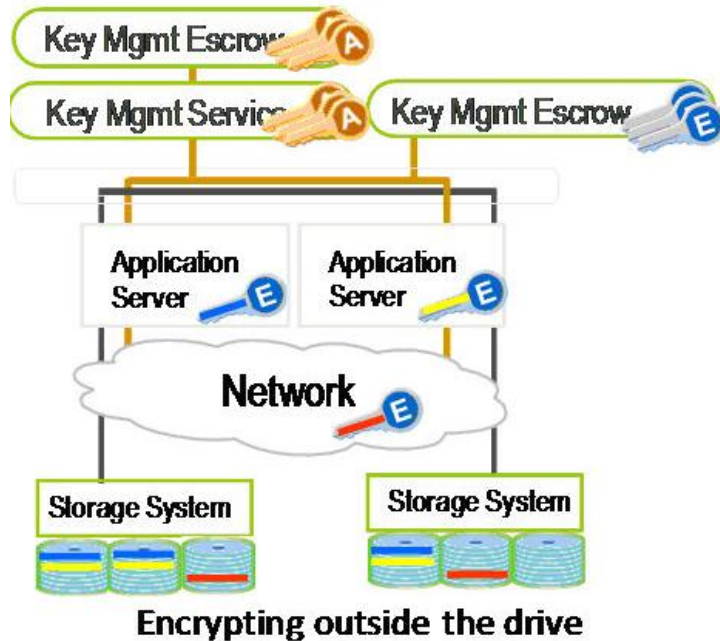 Key Mgmt Escrow
A
Key Mgmt Service
A
Key Mgmt Escrow
E
Application
Server
E
Application
Server
E
Network
E
Storage System
Storage System
Encrypting outside the drive